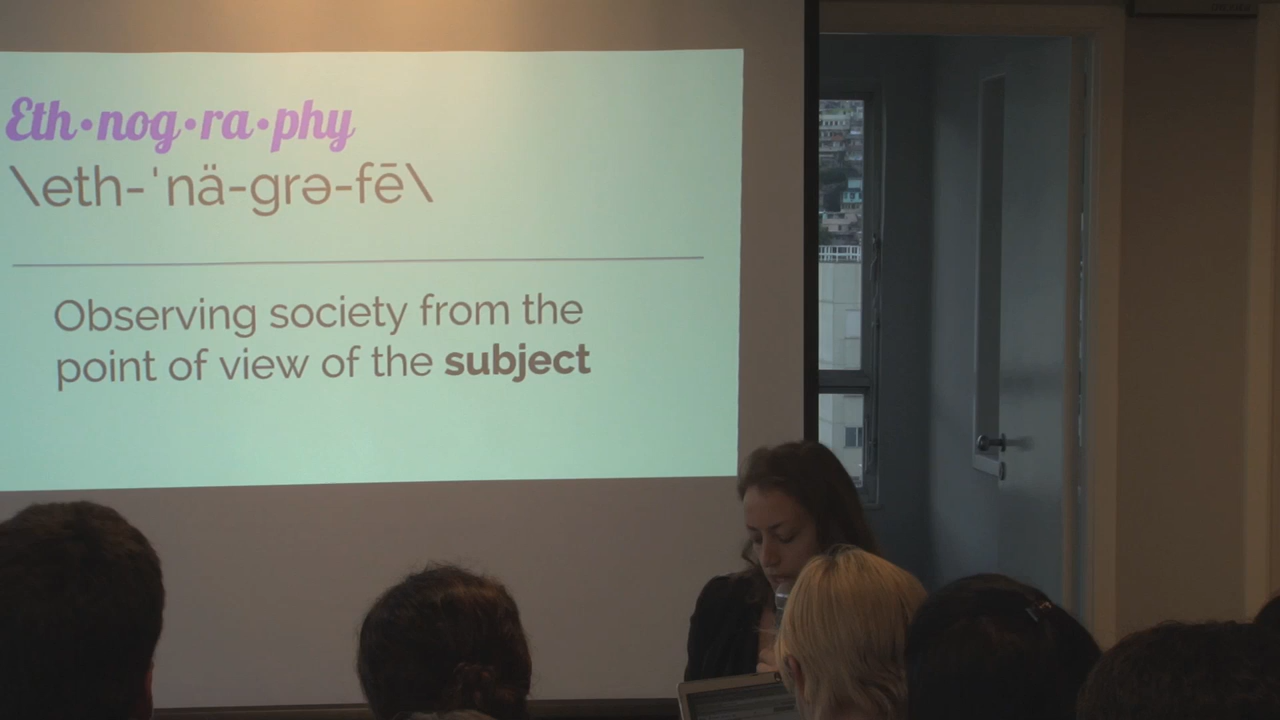 Eth•nog•ra•phy
\eth-ˈnä-grə-fē\
Observing society from the
point of view of the subject